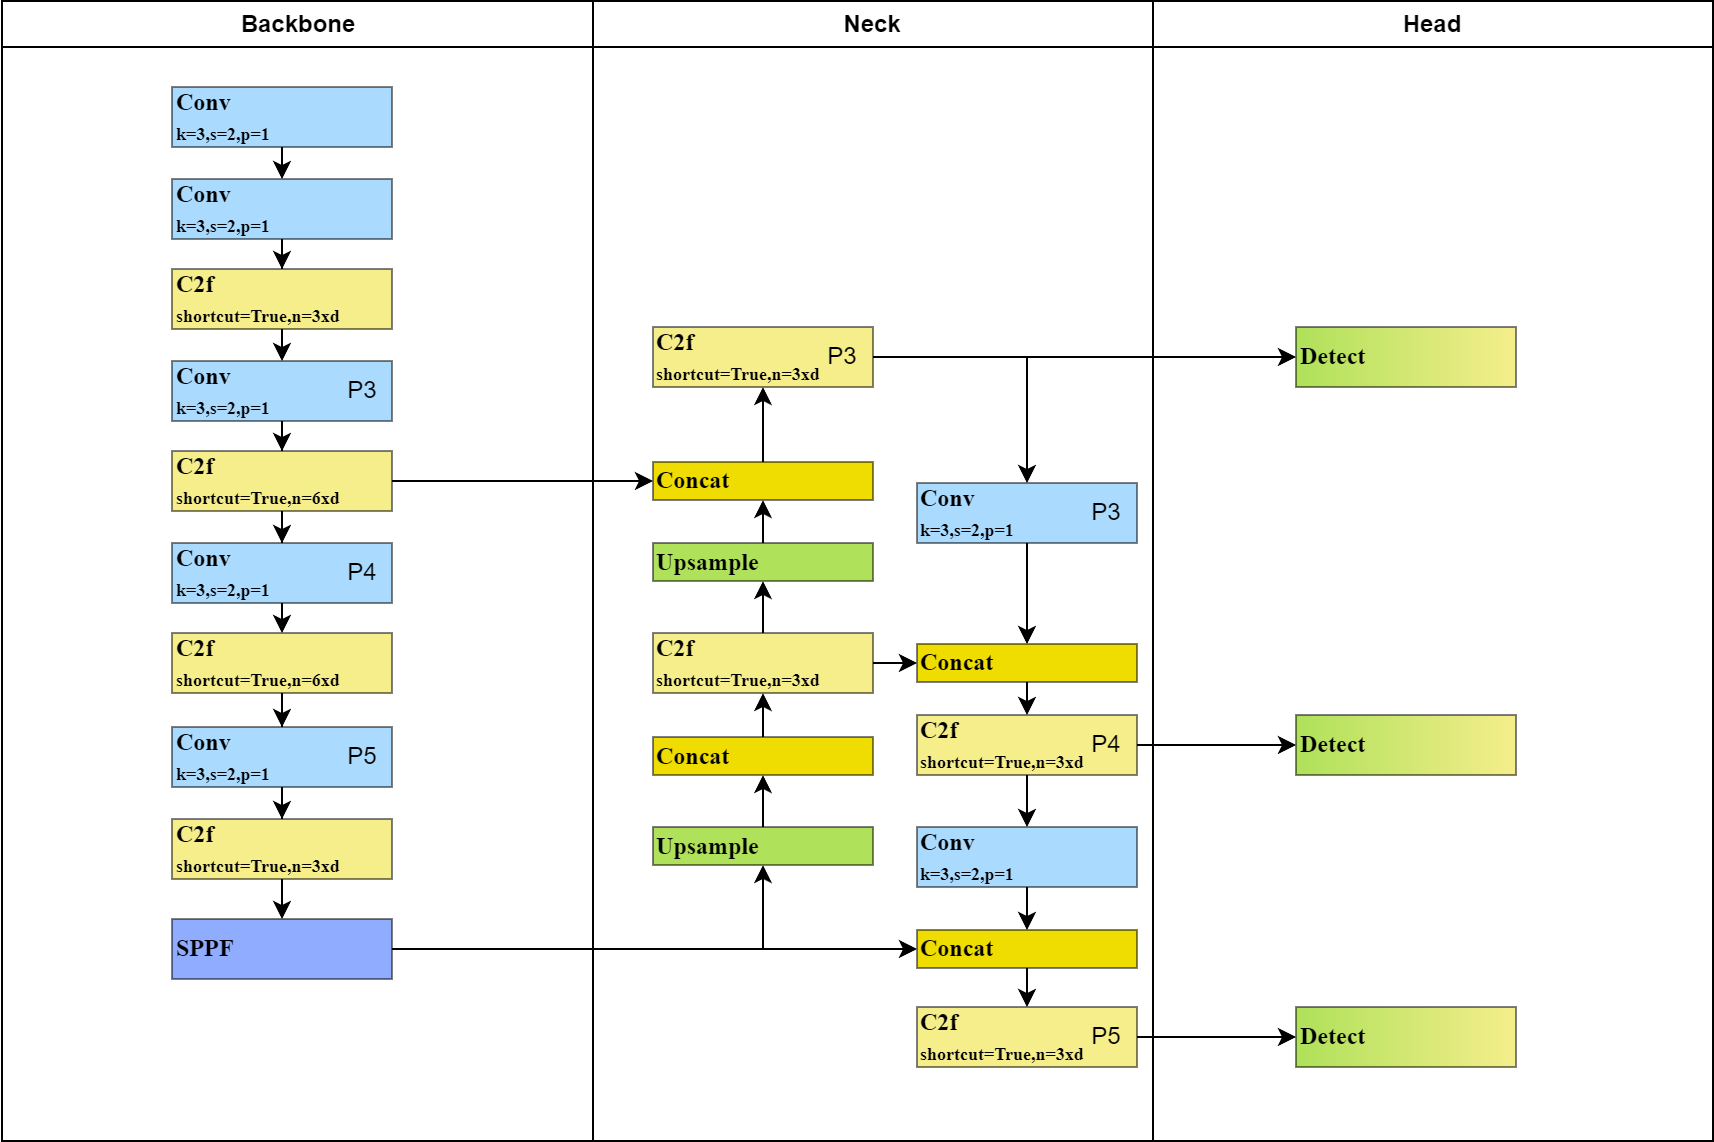 Backbone
Neck
Head
Conv
k=3,s=2,p=1
Conv
k=3,s=2,p=1
C2f
shortcut=True,n=3xd
Conv
P3
k=3,s=2,p=1
C2f
shortcut=True,n=6xd
Conv
P4
k=3,s=2,p=1
C2f
shortcut=True,n=6xd
Conv
P5
k=3,s=2,p=1
C2f
shortcut=True,n=3xd
SPPF
C2f
P3
shortcut=True,n=3xd
Concat
Upsample
C2f
shortcut=True,n=3xd
Concat
Upsample
Conv
P3
k=3,s=2,p=1
Concat
C2f
P4
shortcut=True,n=3xd
Conv
k=3,s=2,p=1
Concat
C2f
P5
shortcut=True,n=3xd
Detect
Detect
Detect